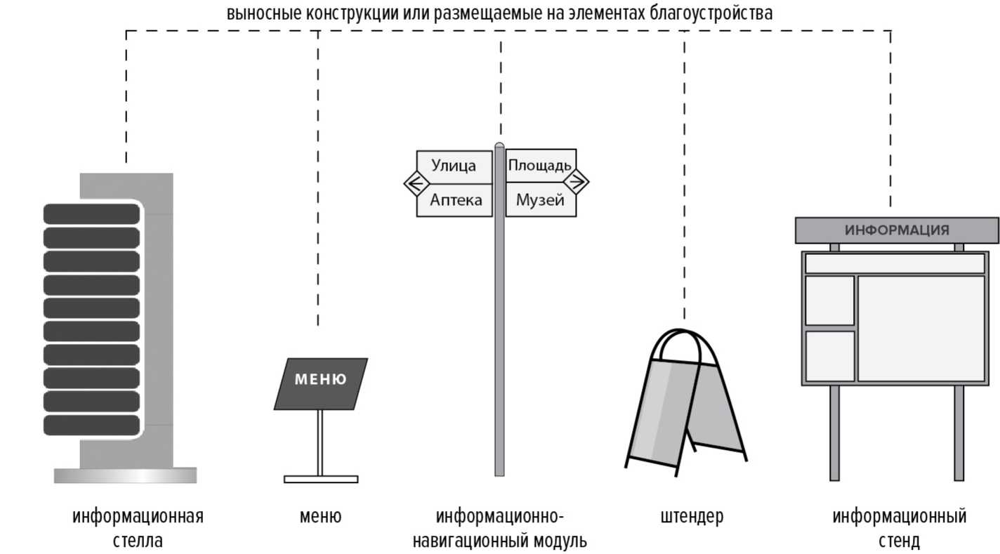 выносные конструкции или размещаемые на элементах благоустройства
Улица
Аптека
Площадь
Музей
ИНФОРМАЦИЯ
МЕНЮ
информационная
стелла
меню
информационно-
навигационный модуль
штендер
информационный
стенд